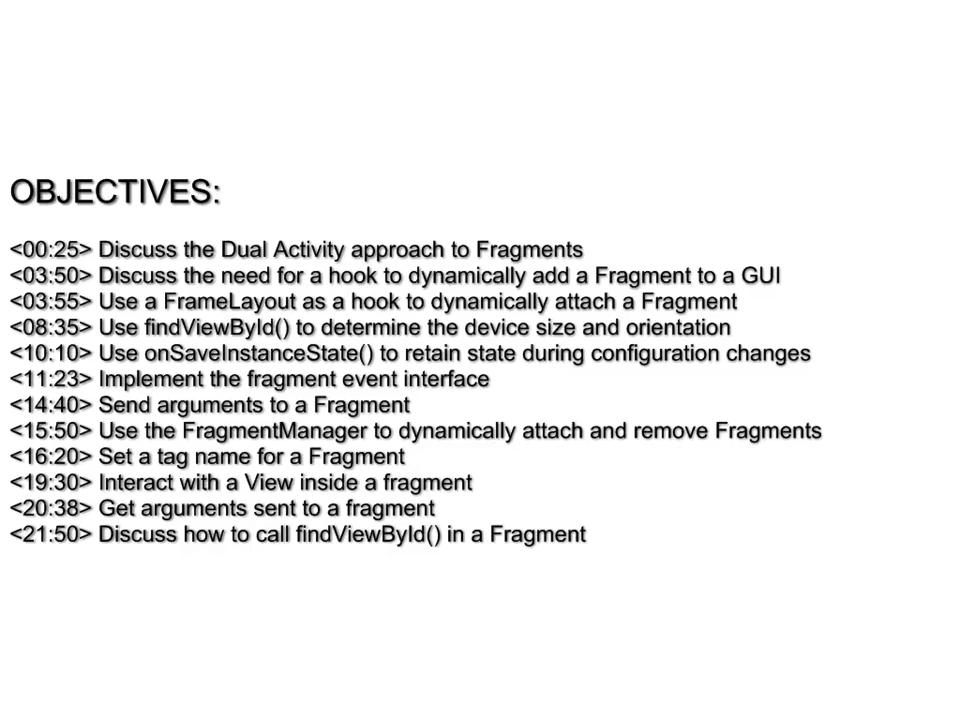 OBJECTIVES:
<00:25> Discuss the Dual Activity approach to Fragments
<03:50> Discuss the need for a hook to dynamically add a Fragment to a GUI
<03:55> Use a FrameLayout as a hook to dynamically attach a Fragment
<08:35> Use findViewById() to determine the device size and orientation
<10:10> Use onSaveInstanceState() to retain state during configuration changes
<11:23> Implement the fragment event interface
<14:40> Send arguments to a Fragment
<15:50> Use the FragmentManager to dynamically attach and remove Fragments
<16:20> Set a tag name for a Fragment
<19:30> Interact with a View inside a fragment
<20:38> Get arguments sent to a fragment
<21:50> Discuss how to call findViewById() in a Fragment